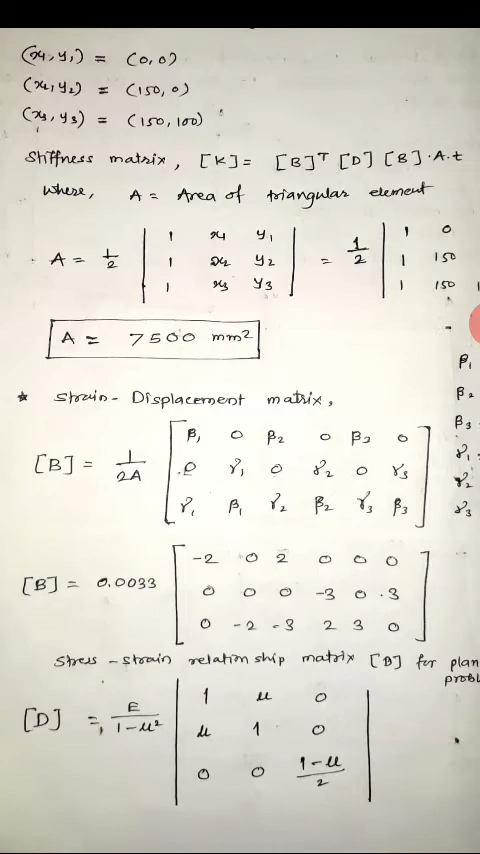 (x1, y1) = (0,0)
(x2, y2) = (150, 0)
(x3, y3) = (150, 100)
Stiffness matrix, [K] = [B]ᵀ [D] [B] · A.t
where, A = Area of triangular element
A = 1/2 | 1 x1 y1 | = 1/2 | 1 0
| 1 x2 y2 | | 1 150
| 1 x3 y3 | | 1 150 1
A = 7500 mm²
β1
β2
β3
γ1 =
γ2
γ3
* Strain - Displacement matrix,
[B] = 1/2A [ β1 0 β2 0 β3 0 ]
[ 0 γ1 0 γ2 0 γ3 ]
[ γ1 β1 γ2 β2 γ3 β3 ]
[B] = 0.0033 [ -2 0 2 0 0 0 ]
[ 0 0 0 -3 0 3 ]
[ 0 -2 -3 2 3 0 ]
Stress - strain relationship matrix [D] for plan
probl
[D] = E/1-μ² | 1 μ 0 |
| μ 1 0 |
| 0 0 1-μ/2 |